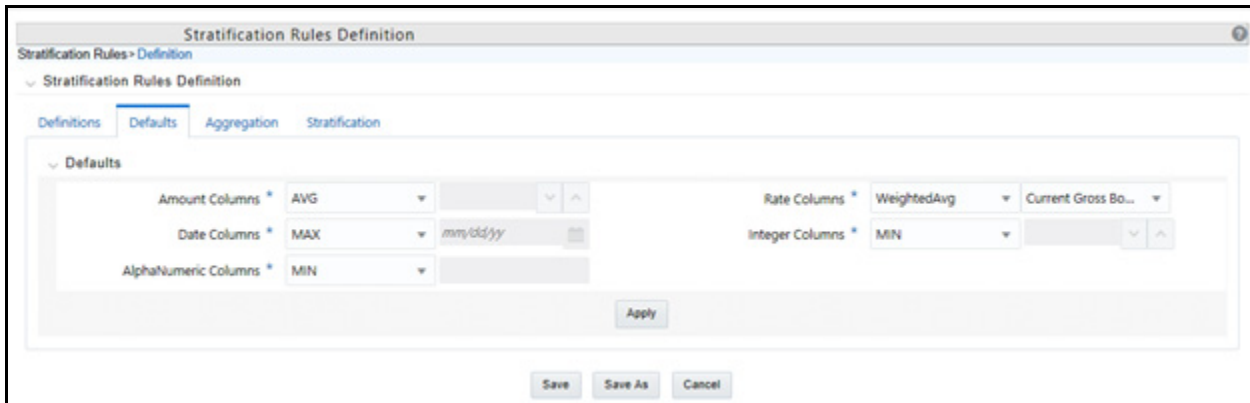 Stratification Rules Definition
Stratification Rules > Definition
Stratification Rules Definition
Definitions Defaults Aggregation Stratification
Defaults
Amount Columns * AVG Rate Columns * WeightedAvg Current Gross Bo...
Date Columns * MAX mm/dd/yy Integer Columns * MIN
AlphaNumeric Columns * MIN
Apply
Save Save As Cancel